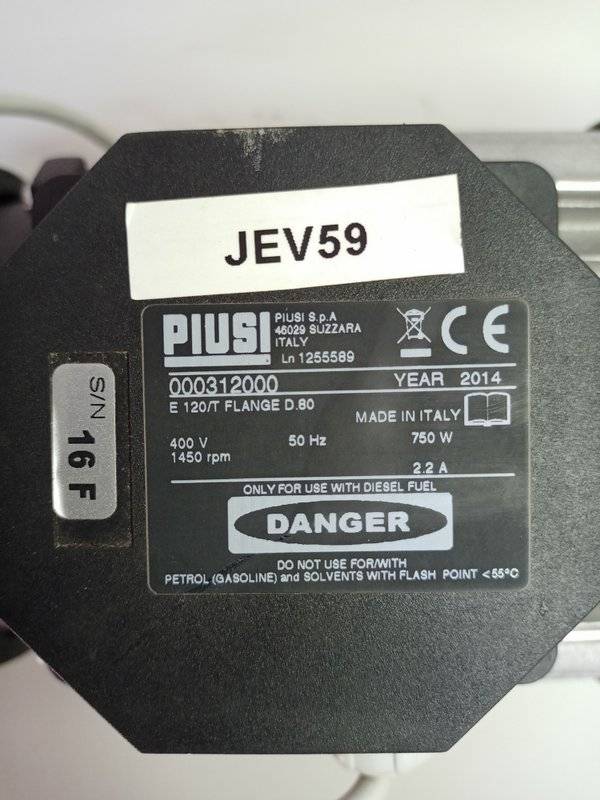 JEV59
PIUSI
PIUSI S.p.A
46029 SUZZARA
ITALY
Ln 1255589
CE
000312000 YEAR 2014
E 120/T FLANGE D.80
MADE IN ITALY
400 V 50 Hz 750 W
1450 rpm
2.2 A
ONLY FOR USE WITH DIESEL FUEL
DANGER
DO NOT USE FOR/WITH
PETROL (GASOLINE) and SOLVENTS WITH FLASH POINT <55°C
S/N 16 F